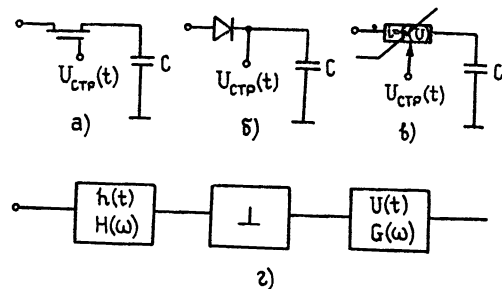 C
U_СТР(t)
а)
C
U_СТР(t)
б)
C
U_СТР(t)
в)
h(t)
H(ω)
⊥
U(t)
G(ω)
г)